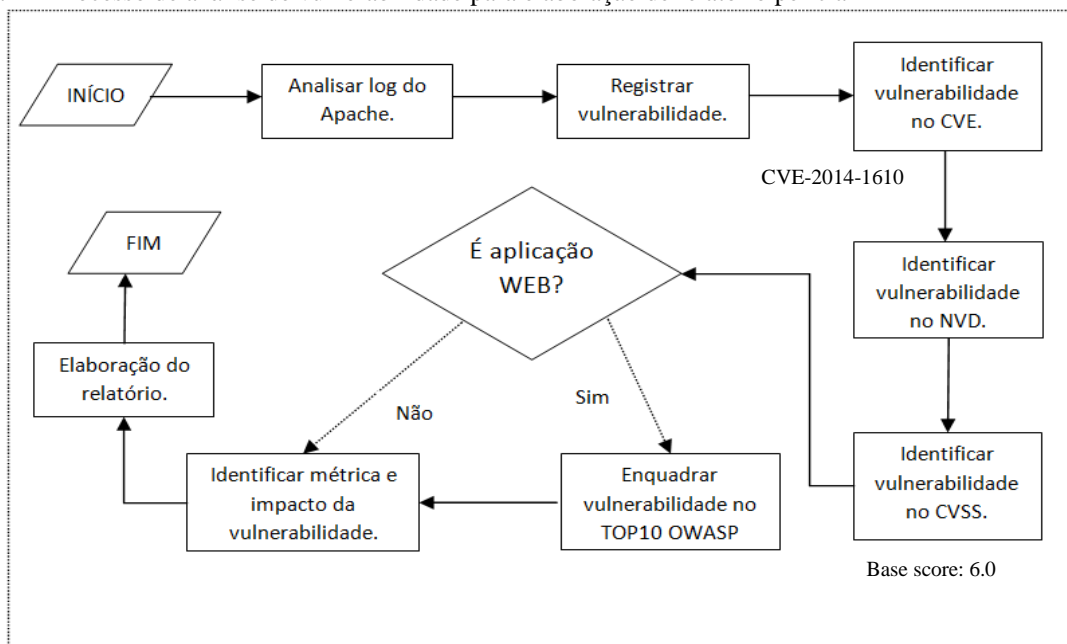 INÍCIO
Analisar log do
Apache.
Registrar
vulnerabilidade.
Identificar
vulnerabilidade
no CVE.
CVE-2014-1610
Identificar
vulnerabilidade
no NVD.
Identificar
vulnerabilidade
no CVSS.
Base score: 6.0
É aplicação
WEB?
Não
Sim
Enquadrar
vulnerabilidade no
TOP10 OWASP
Identificar métrica e
impacto da
vulnerabilidade.
Elaboração do
relatório.
FIM